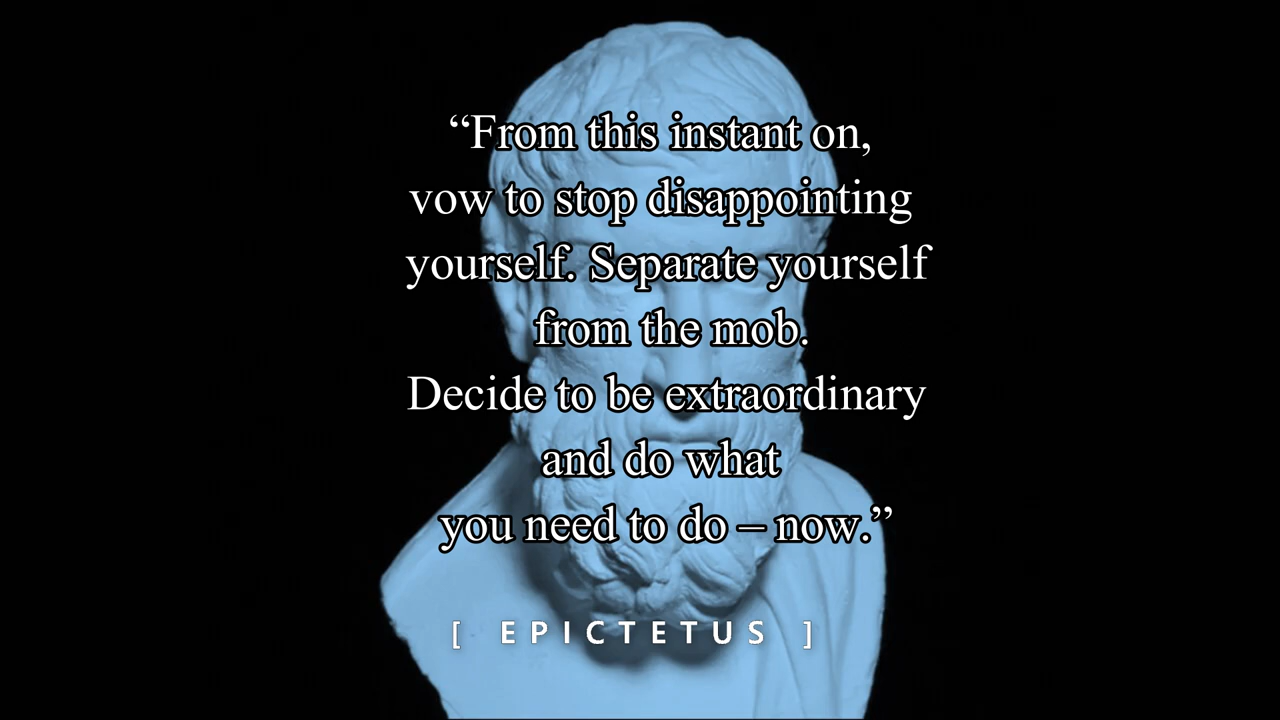 “From this instant on,
vow to stop disappointing
yourself. Separate yourself
from the mob.
Decide to be extraordinary
and do what
you need to do – now.”
[ EPICTETUS ]